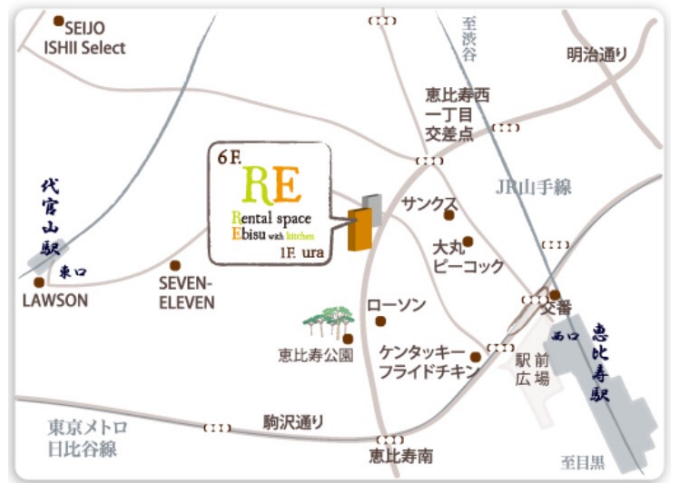 SEIJO
ISHII Select
至渋谷
明治通り
恵比寿西
一丁目
交差点
6F.
RE
Rental space
Ebisu with kitchen
1F. ura
JR山手線
サンクス
代官山駅
東口
大丸
ピーコック
LAWSON
SEVEN-
ELEVEN
ローソン
交番
西口
恵比寿駅
恵比寿公園
ケンタッキー
フライドチキン
駅前
広場
東京メトロ
日比谷線
駒沢通り
恵比寿南
至目黒